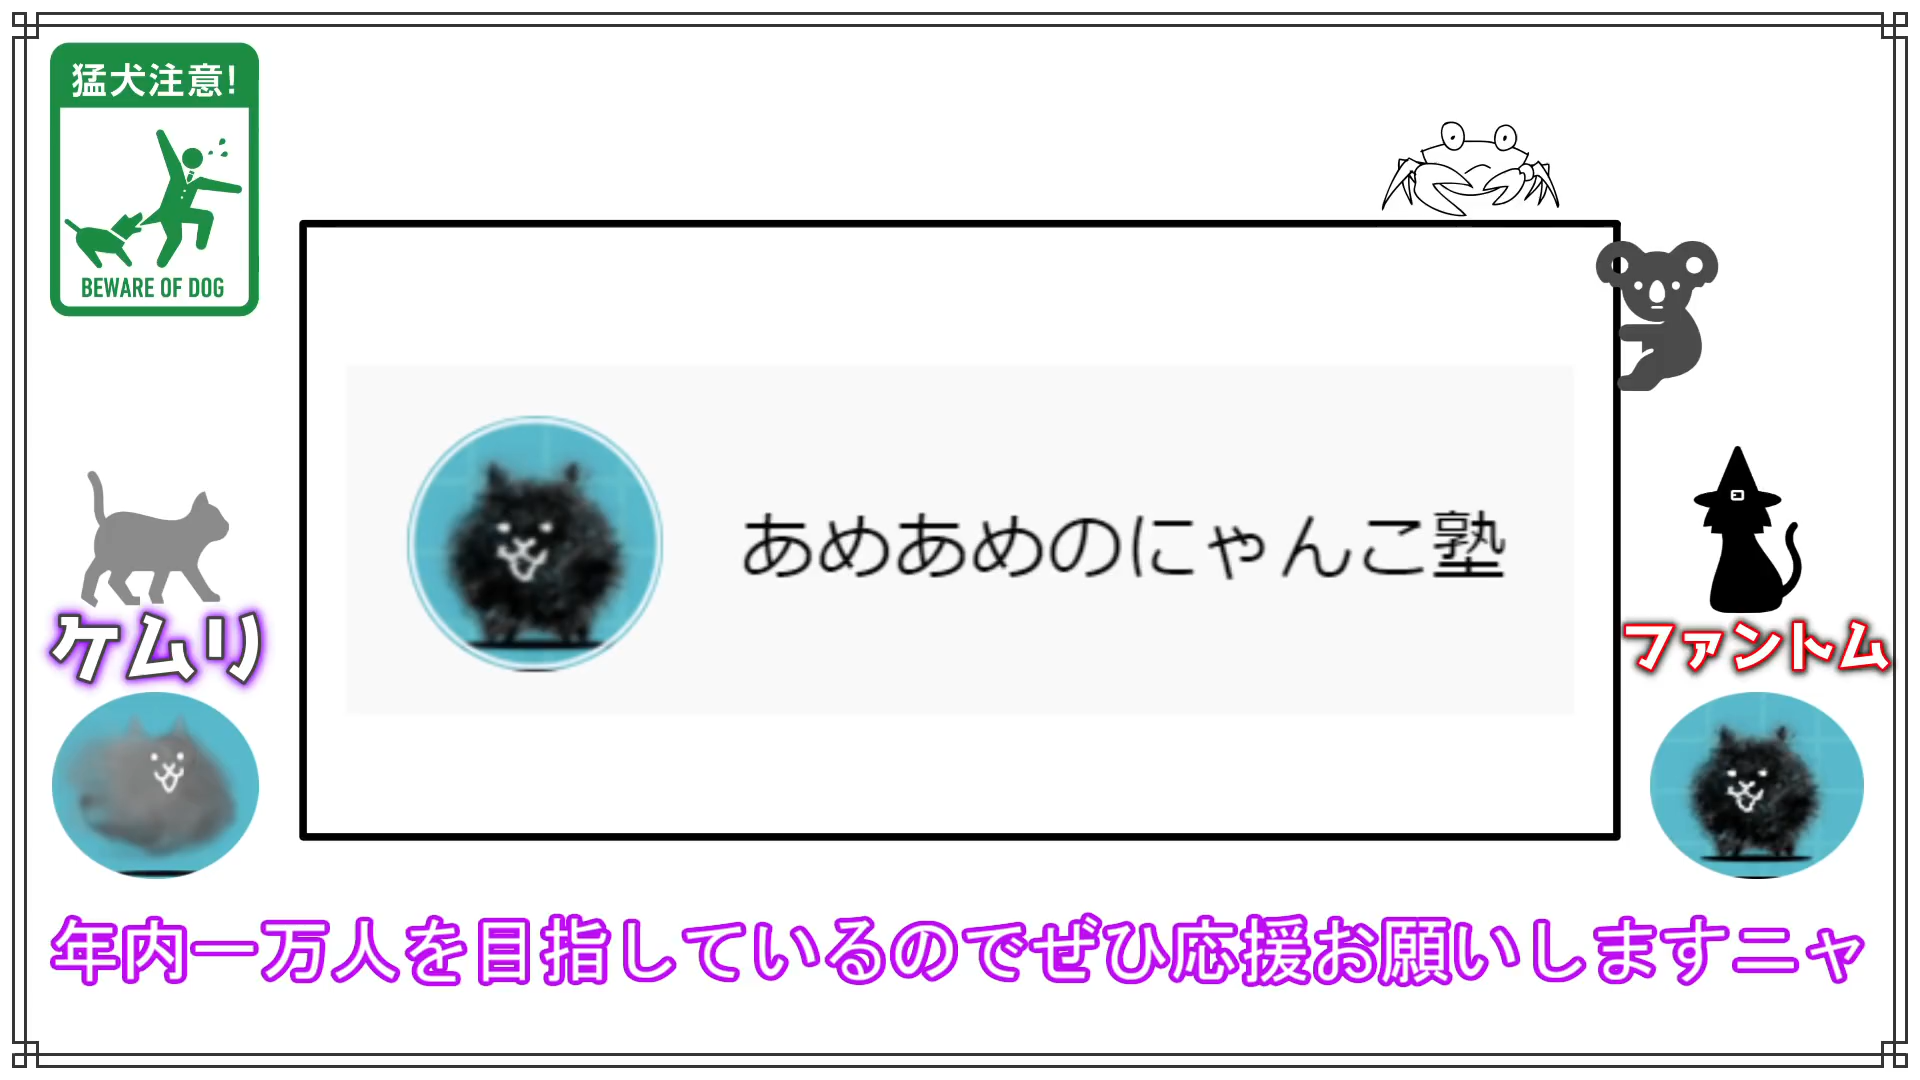 猛犬注意!
BEWARE OF DOG
あめあめのにゃんこ塾
ケムリ
ファントム
年内一万人を目指しているのでぜひ応援お願いしますニャ